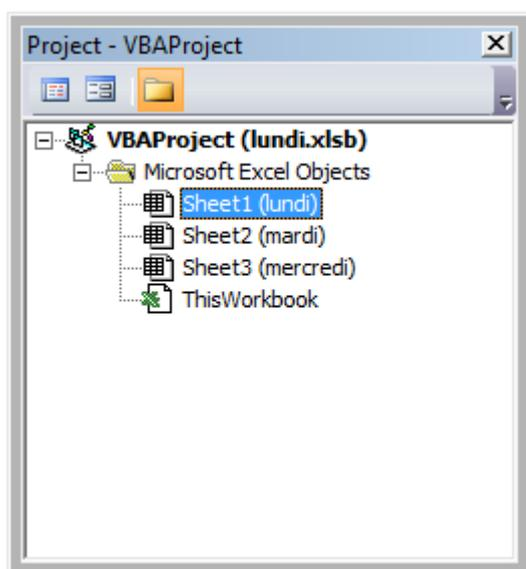 Project - VBAProject
VBAProject (lundi.xlsb)
Microsoft Excel Objects
Sheet1 (lundi)
Sheet2 (mardi)
Sheet3 (mercredi)
ThisWorkbook